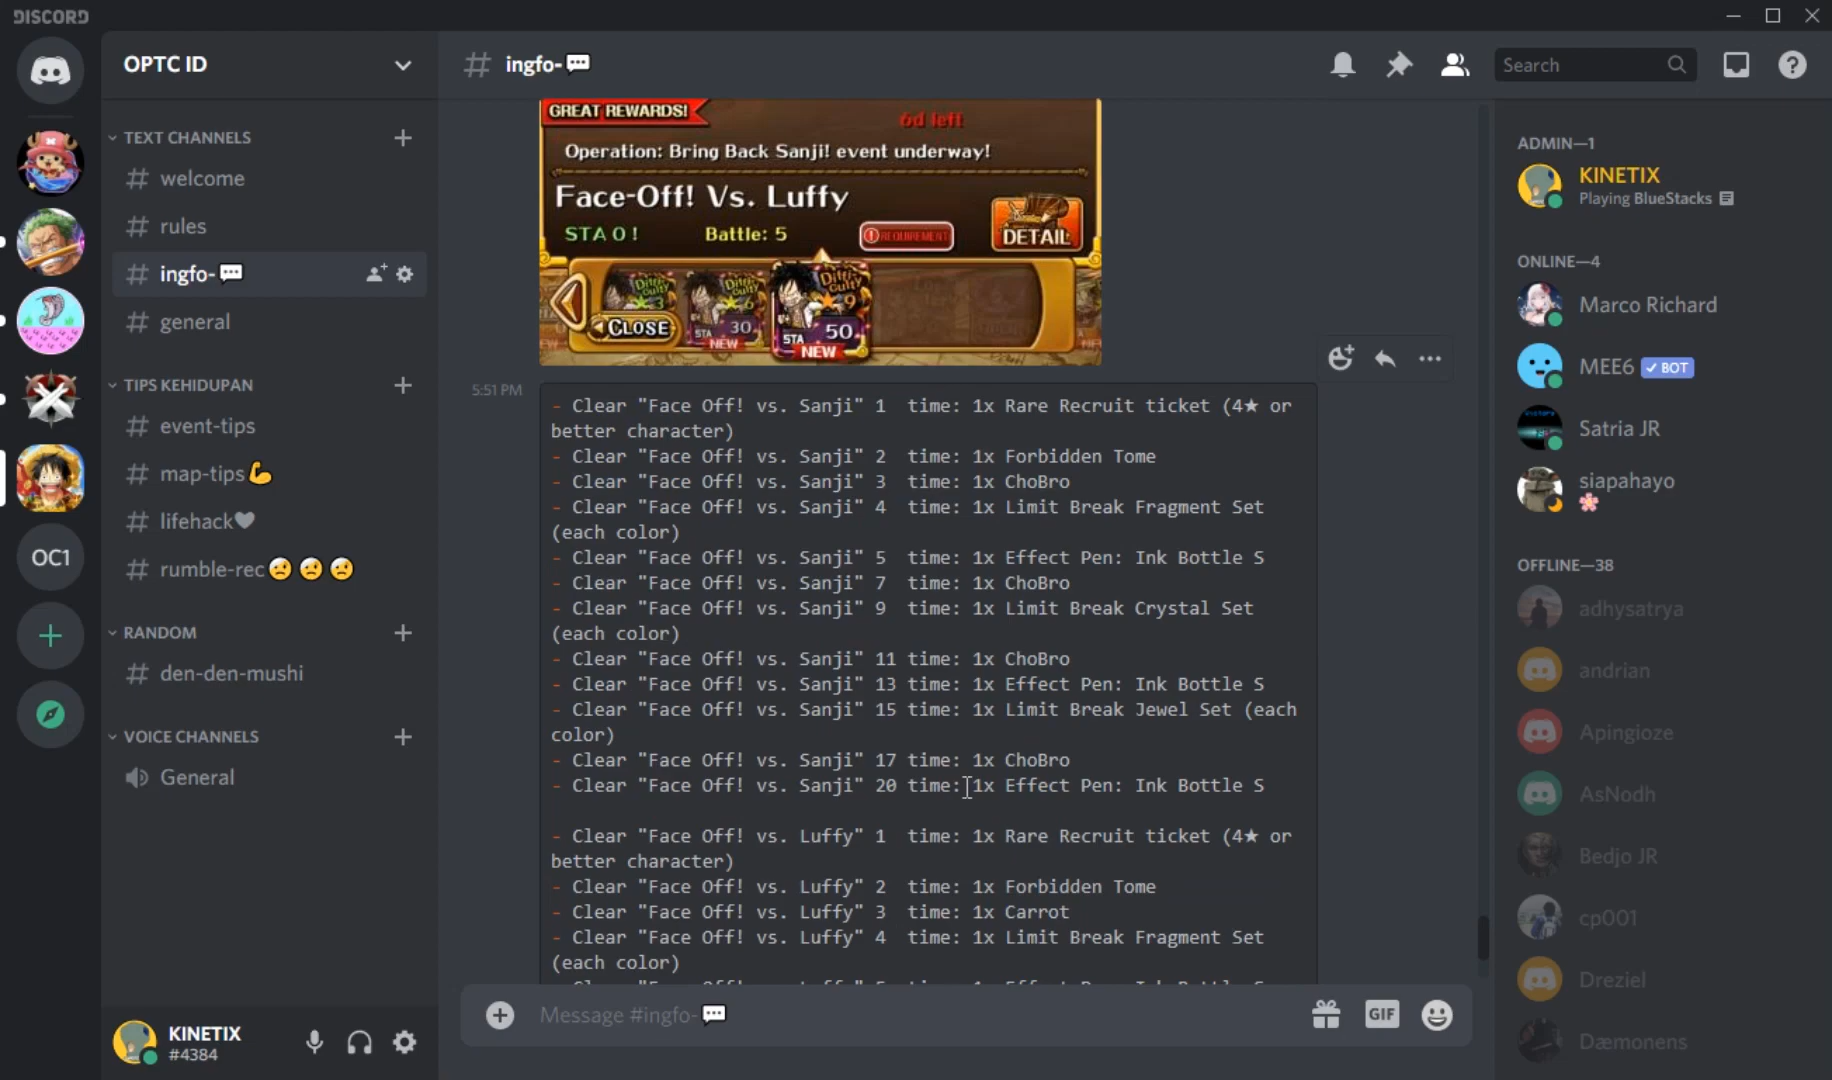 DISCORD
OPTC ID
TEXT CHANNELS
# welcome
# rules
# ingfo-💬
# general
TIPS KEHIDUPAN
# event-tips
# map-tips💪
# lifehack🖤
# rumble-rec🤕🤕🤕
RANDOM
# den-den-mushi
VOICE CHANNELS
General
OC1
KINETIX
#4384
# ingfo-💬
Search
GREAT REWARDS!
6d left
Operation: Bring Back Sanji! event underway!
Face-Off! Vs. Luffy
STA 0 ! Battle: 5 REQUIREMENT DETAIL
CLOSE
STA 30
NEW
STA 50
NEW
5:51 PM
- Clear "Face Off! vs. Sanji" 1 time: 1x Rare Recruit ticket (4★ or
better character)
- Clear "Face Off! vs. Sanji" 2 time: 1x Forbidden Tome
- Clear "Face Off! vs. Sanji" 3 time: 1x ChoBro
- Clear "Face Off! vs. Sanji" 4 time: 1x Limit Break Fragment Set
(each color)
- Clear "Face Off! vs. Sanji" 5 time: 1x Effect Pen: Ink Bottle S
- Clear "Face Off! vs. Sanji" 7 time: 1x ChoBro
- Clear "Face Off! vs. Sanji" 9 time: 1x Limit Break Crystal Set
(each color)
- Clear "Face Off! vs. Sanji" 11 time: 1x ChoBro
- Clear "Face Off! vs. Sanji" 13 time: 1x Effect Pen: Ink Bottle S
- Clear "Face Off! vs. Sanji" 15 time: 1x Limit Break Jewel Set (each
color)
- Clear "Face Off! vs. Sanji" 17 time: 1x ChoBro
- Clear "Face Off! vs. Sanji" 20 time: 1x Effect Pen: Ink Bottle S
- Clear "Face Off! vs. Luffy" 1 time: 1x Rare Recruit ticket (4★ or
better character)
- Clear "Face Off! vs. Luffy" 2 time: 1x Forbidden Tome
- Clear "Face Off! vs. Luffy" 3 time: 1x Carrot
- Clear "Face Off! vs. Luffy" 4 time: 1x Limit Break Fragment Set
(each color)
Message #ingfo-💬
GIF
ADMIN—1
KINETIX
Playing BlueStacks
ONLINE—4
Marco Richard
MEE6 ✓ BOT
Satria JR
siapahayo
🌸
OFFLINE—38
adhysatrya
andrian
Apingioze
AsNodh
Bedjo JR
cp001
Dreziel
Dæmonens